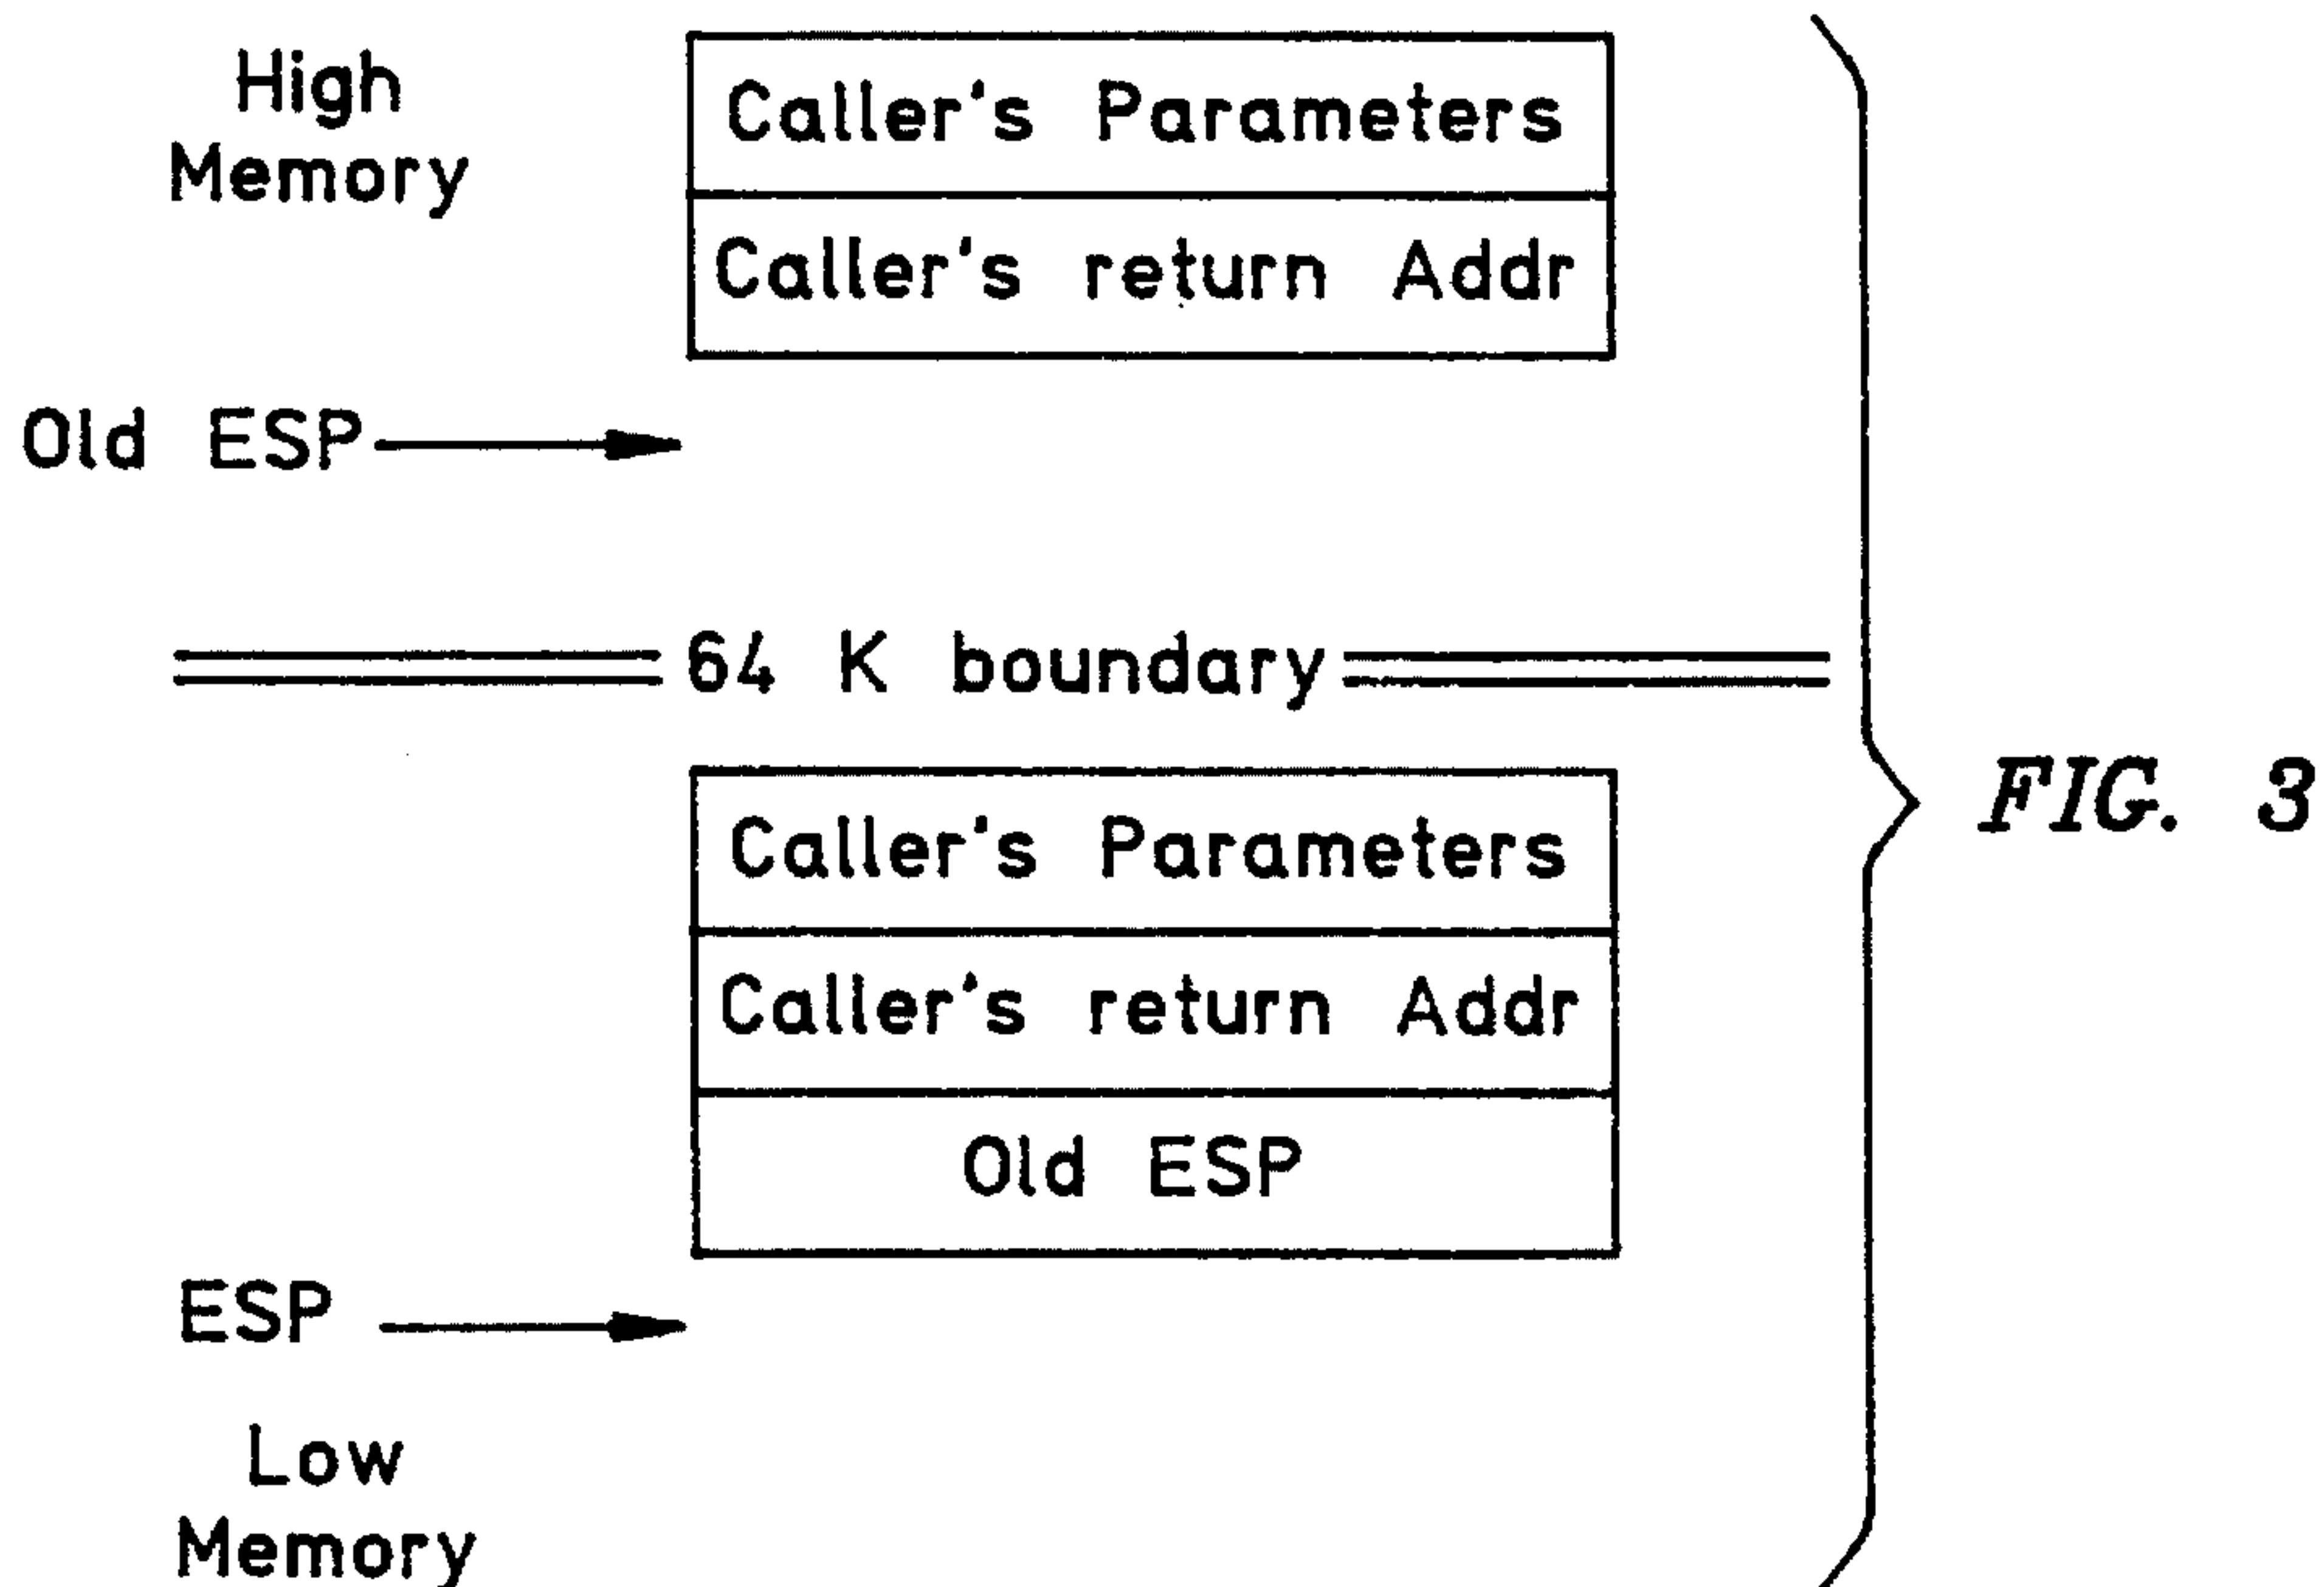 High
Memory
Caller's Parameters
Caller's return Addr
Old ESP
64 K boundary
Caller's Parameters
Caller's return Addr
Old ESP
ESP
Low
Memory
FIG. 3